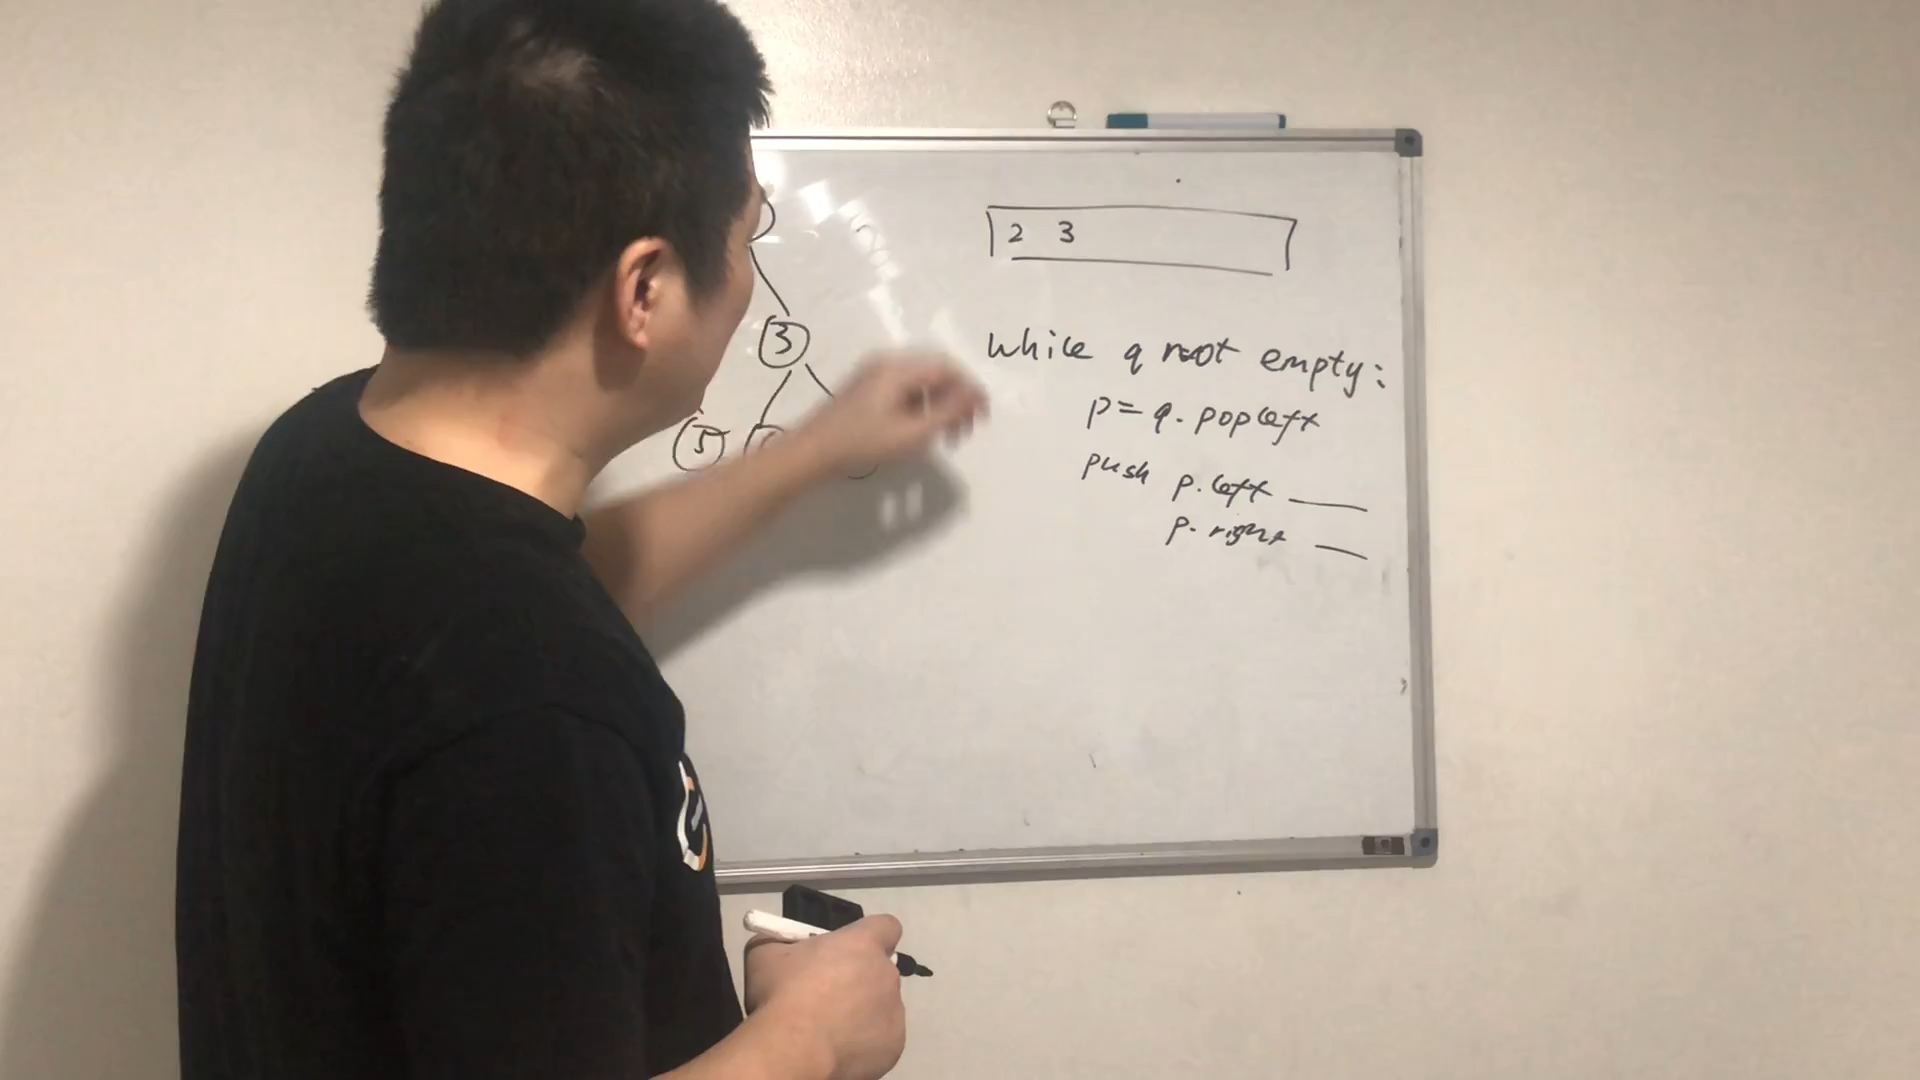 2 3
3
5
while q not empty:
p = q. popleft
push p. left
p. right